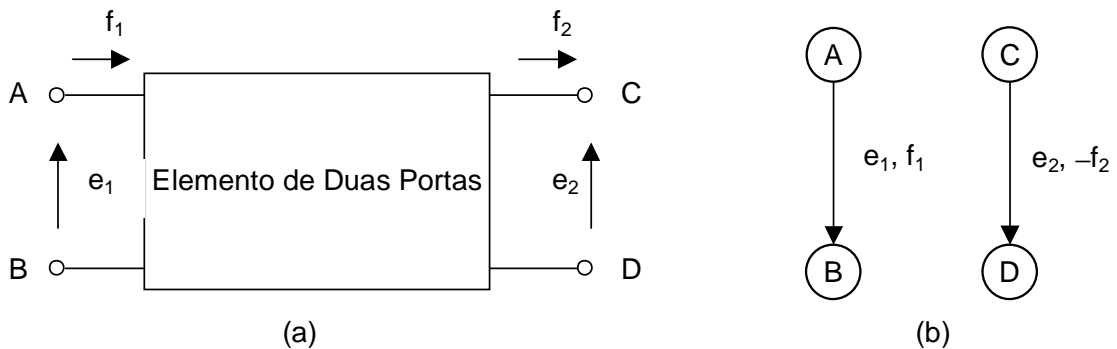 f₁ f₂ A C
A C
e₁ Elemento de Duas Portas e₂ e₁, f₁ e₂, –f₂
B D B D
(a) (b)